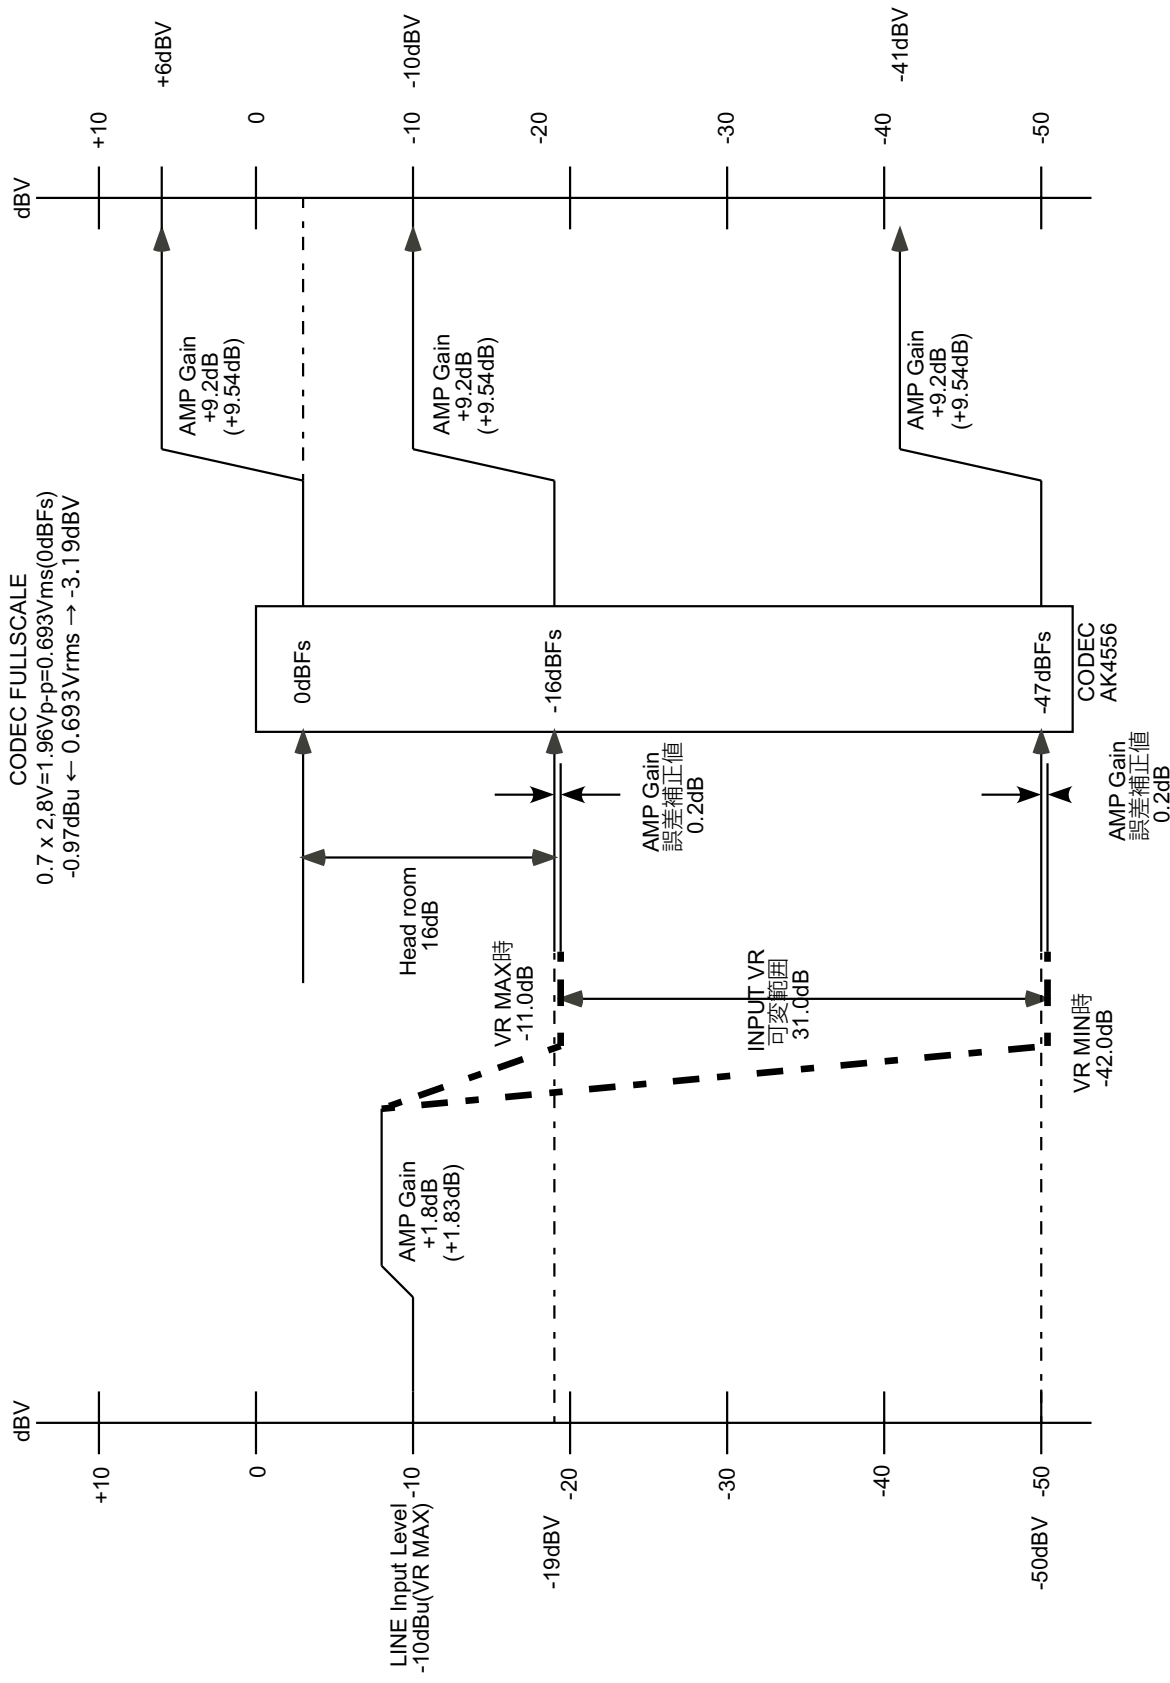 CODEC FULLSCALE
0.7 x 2,8V=1.96Vp-p=0.693Vms(0dBFs)
-0.97dBu ← 0.693Vrms → -3.19dBV
dBV
+10
0
-10
-20
-30
-40
-50
LINE Input Level
-10dBu(VR MAX)
-19dBV
-50dBV
AMP Gain
+1.8dB
(+1.83dB)
VR MAX時
-11.0dB
INPUT VR
可変範囲
31.0dB
VR MIN時
-42.0dB
Head room
16dB
AMP Gain
誤差補正値
0.2dB
AMP Gain
誤差補正値
0.2dB
0dBFs
-16dBFs
-47dBFs
CODEC
AK4556
AMP Gain
+9.2dB
(+9.54dB)
AMP Gain
+9.2dB
(+9.54dB)
AMP Gain
+9.2dB
(+9.54dB)
dBV
+10
0
-10
-20
-30
-40
-50
+6dBV
-10dBV
-41dBV